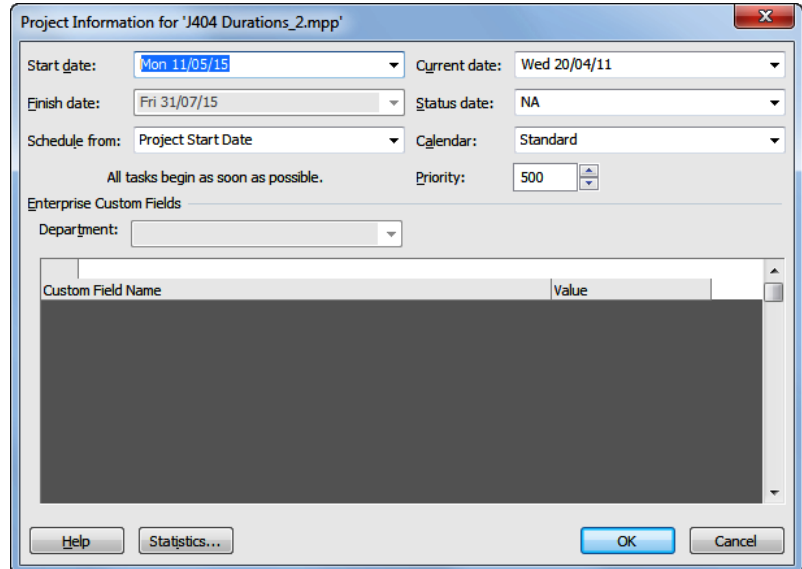 Project Information for 'J404 Durations_2.mpp'
Start date: Mon 11/05/15 Current date: Wed 20/04/11
Finish date: Fri 31/07/15 Status date: NA
Schedule from: Project Start Date Calendar: Standard
All tasks begin as soon as possible. Priority: 500
Enterprise Custom Fields
Department:
Custom Field Name Value
Help Statistics... OK Cancel